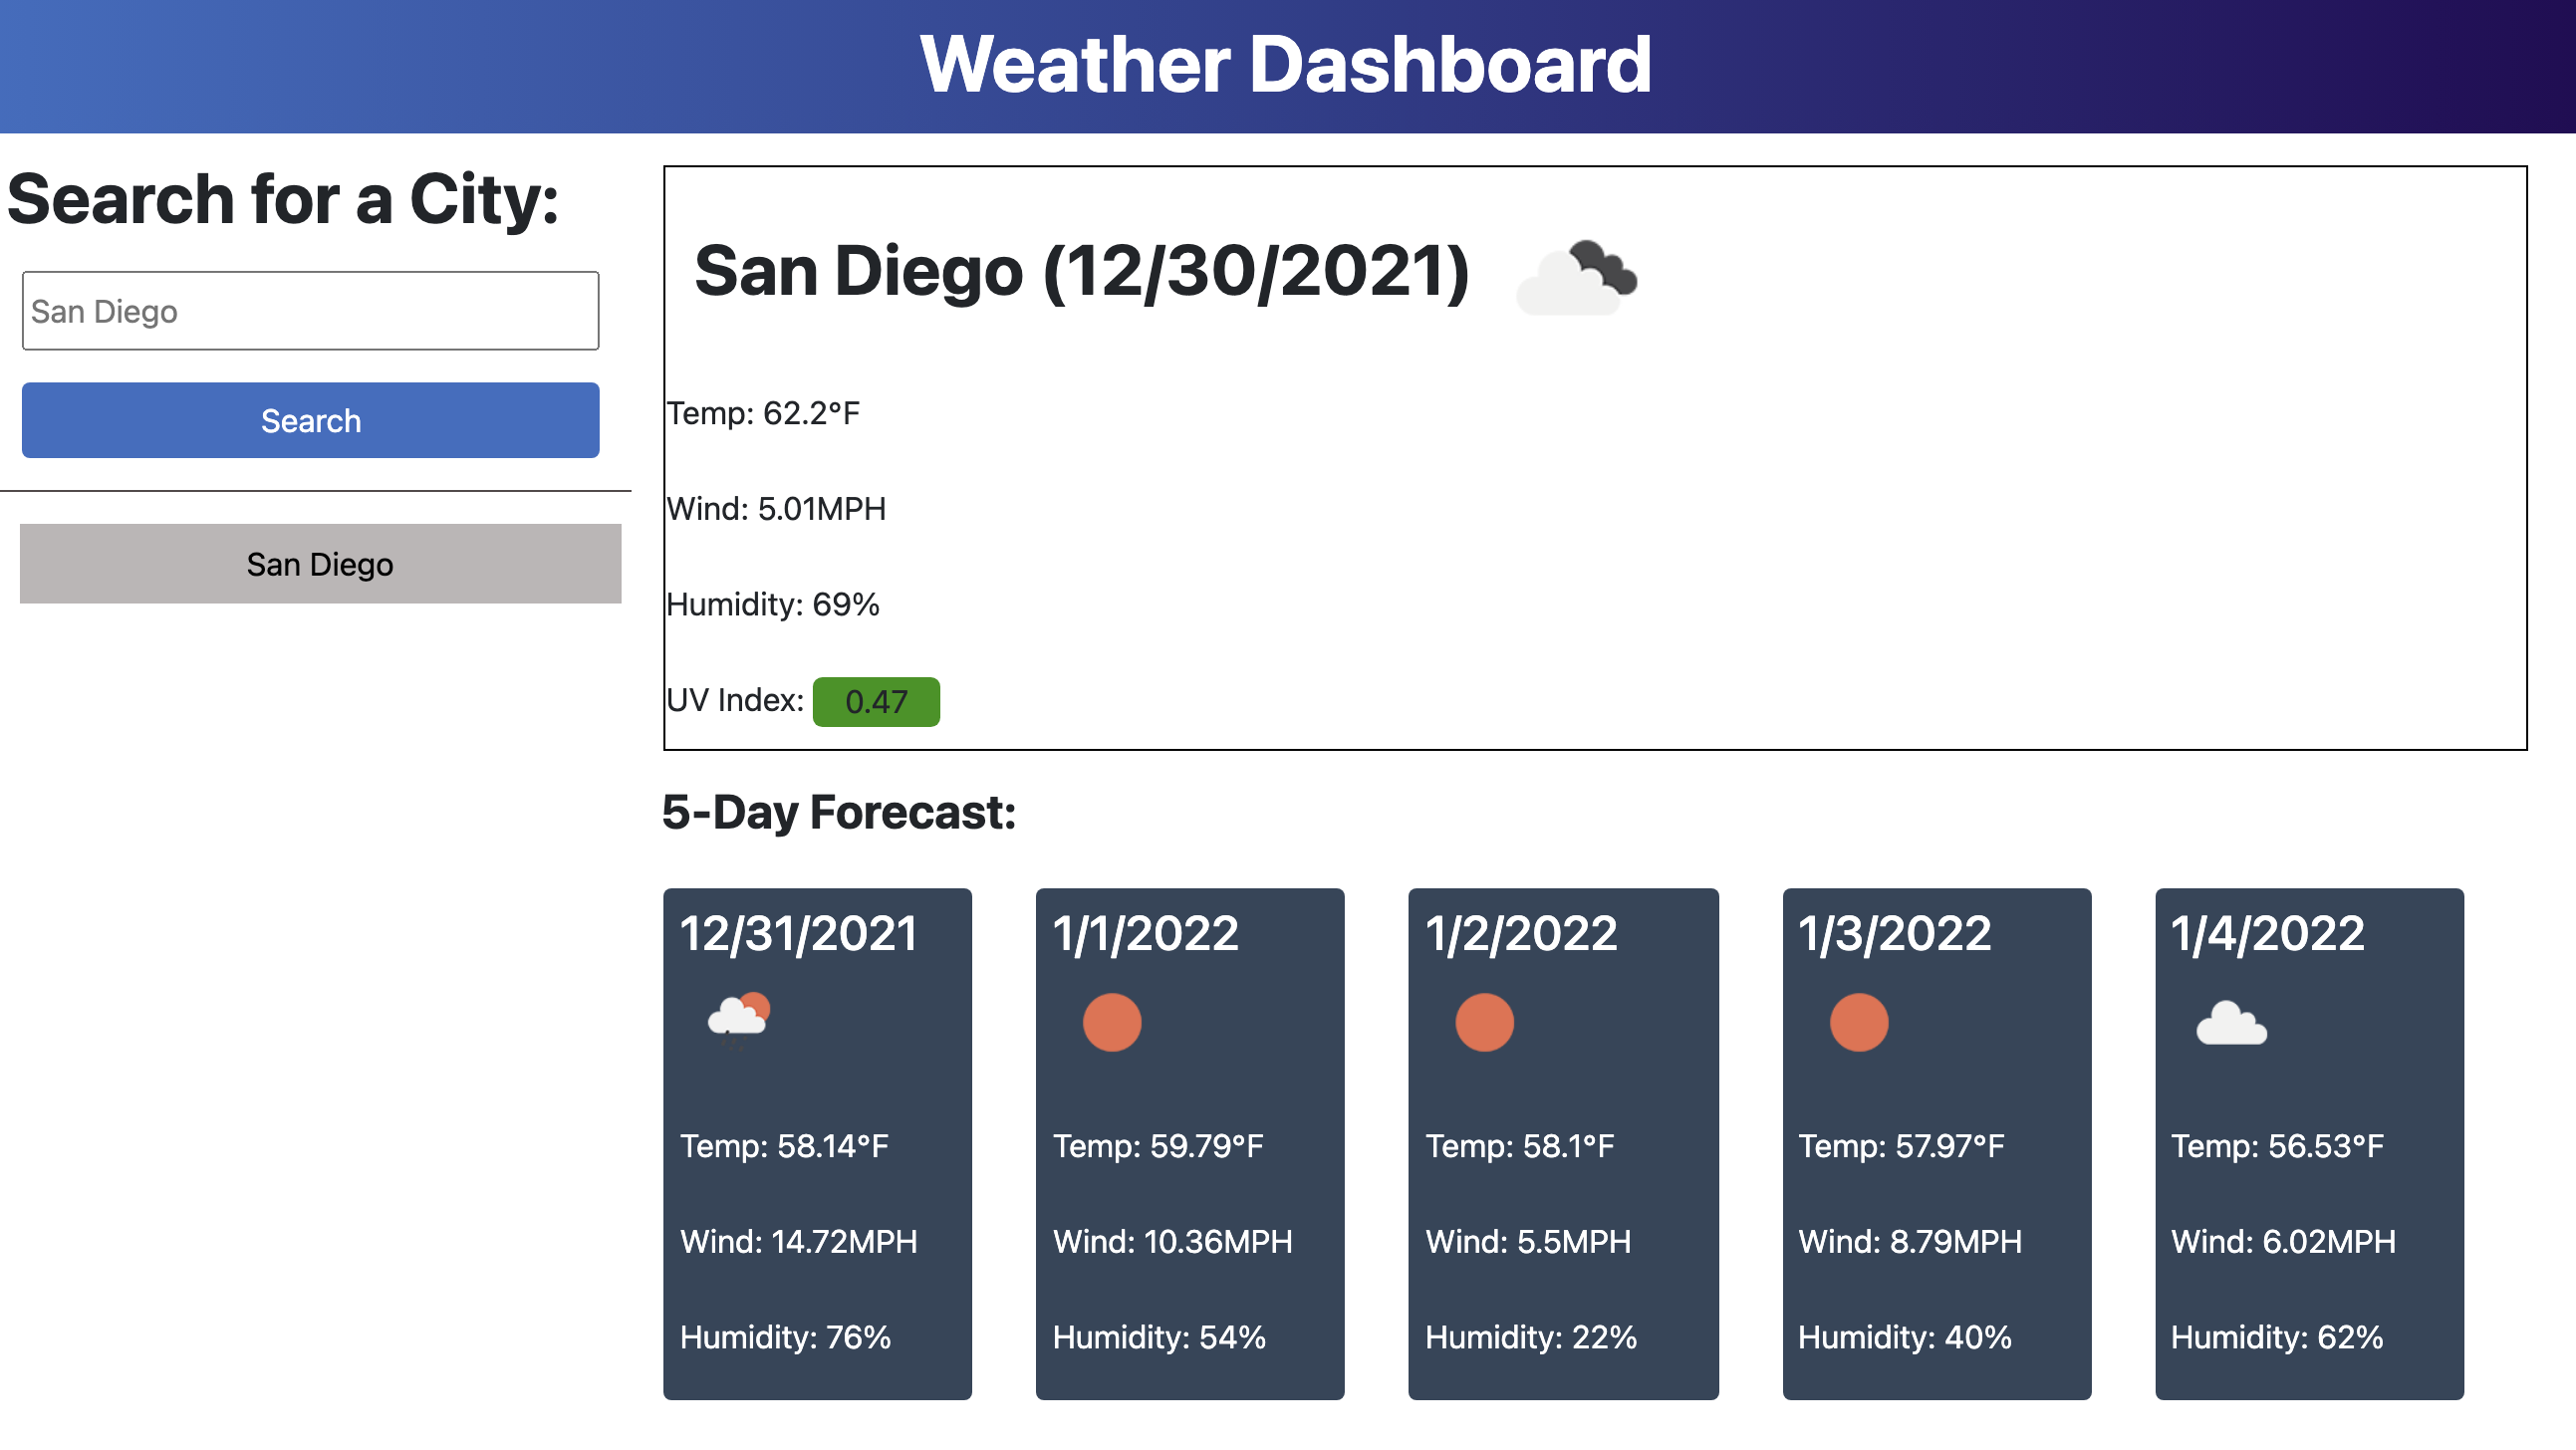 Weather Dashboard
Search for a City:
San Diego
Search
San Diego
San Diego (12/30/2021)
Temp: 62.2°F
Wind: 5.01MPH
Humidity: 69%
UV Index: 0.47
5-Day Forecast:
12/31/2021
Temp: 58.14°F
Wind: 14.72MPH
Humidity: 76%
1/1/2022
Temp: 59.79°F
Wind: 10.36MPH
Humidity: 54%
1/2/2022
Temp: 58.1°F
Wind: 5.5MPH
Humidity: 22%
1/3/2022
Temp: 57.97°F
Wind: 8.79MPH
Humidity: 40%
1/4/2022
Temp: 56.53°F
Wind: 6.02MPH
Humidity: 62%